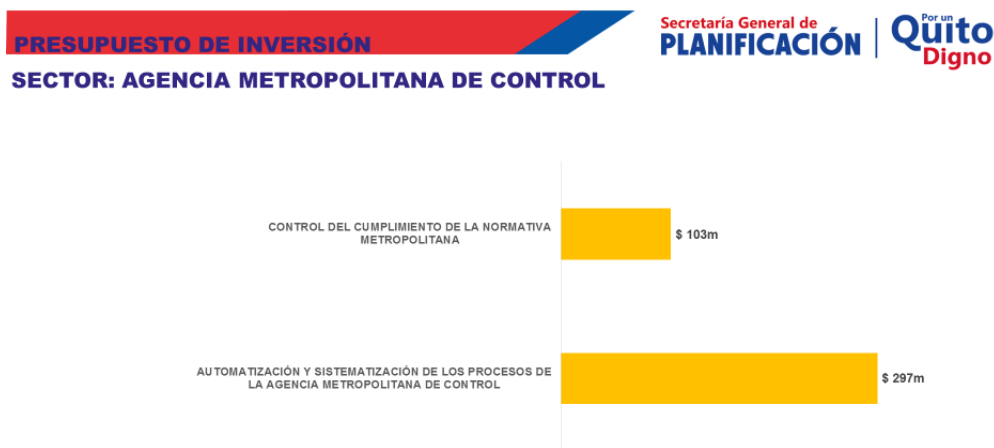 PRESUPUESTO DE INVERSIÓN
Secretaría General de
PLANIFICACIÓN
Por un
Quito
Digno
SECTOR: AGENCIA METROPOLITANA DE CONTROL
CONTROL DEL CUMPLIMIENTO DE LA NORMATIVA
METROPOLITANA
$ 103m
AUTOMATIZACIÓN Y SISTEMATIZACIÓN DE LOS PROCESOS DE
LA AGENCIA METROPOLITANA DE CONTROL
$ 297m